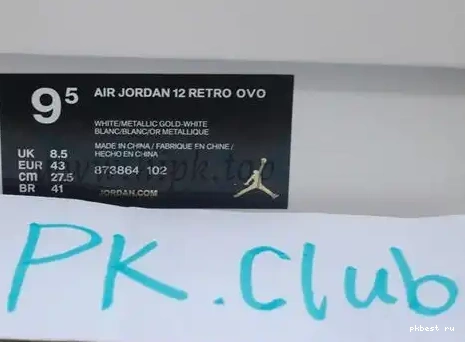 9⁵ AIR JORDAN 12 RETRO OVO
WHITE/METALLIC GOLD-WHITE
BLANC/BLANC/OR METALLIQUE
MADE IN CHINA / FABRIQUE EN CHINE /
HECHO EN CHINA
873864 102
JORDAN.COM
UK 8.5
EUR 43
CM 27.5
BR 41
PK.Club
pkbest ru